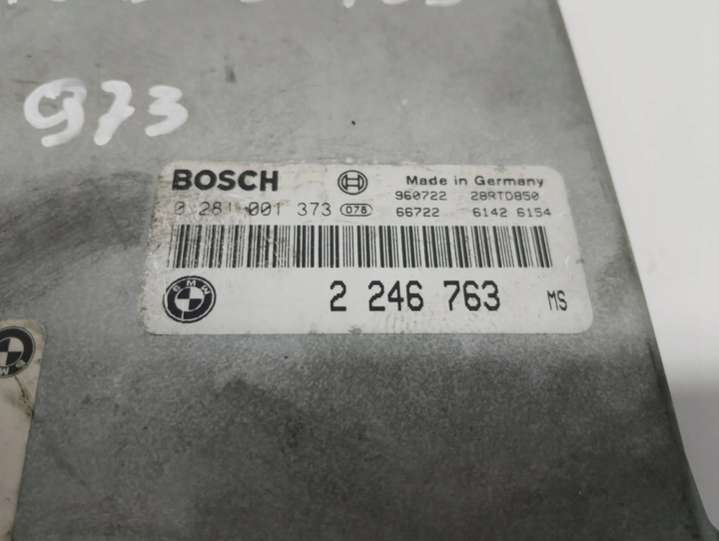 973
BOSCH Made in Germany
960722 28RTD850
0 281 001 373 078 66722 6142 6154
BMW 2 246 763 MS